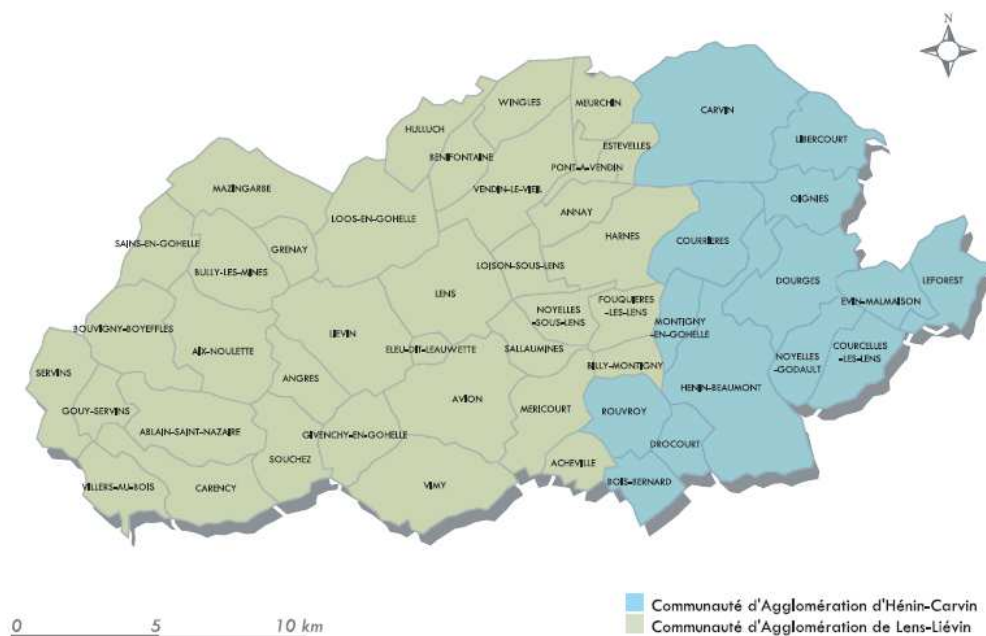 N
CARVIN
WINGLES
MEURCHIN
HULLUCH
LIBERCOURT
ESTEVELLES
BENIFONTAINE
PONT-A-VENDIN
MAZINGARBE
VENDIN-LE-VIEIL
OIGNIES
LOOS-EN-GOHELLE
ANNAY
HARNES
COURRIÈRES
SAINS-EN-GOHELLE
GRENAY
BULLY-LES-MINES
LOISON-SOUS-LENS
DOURGES
LEFOREST
LENS
EVIN-MALMAISON
FOUQUIERES
-LES-LENS
NOYELLES
-SOUS-LENS
MONTIGNY
-EN-GOHELLE
BOUVIGNY-BOYEFFLES
LIEVIN
COURCELLES
-LES-LENS
AIX-NOULETTE
ELEU-DIT-LEAUWETTE
SALLAUMINES
NOYELLES
-GODAULT
BILLY-MONTIGNY
SERVINS
ANGRES
HENIN-BEAUMONT
AVION
GOUY-SERVINS
MERICOURT
ROUVROY
ABLAIN-SAINT-NAZAIRE
GIVENCHY-EN-GOHELLE
DROCOURT
SOUCHEZ
ACHEVILLE
VILLERS-AU-BOIS
CARENCY
VIMY
BOIS-BERNARD
Communauté d'Agglomération d'Hénin-Carvin
Communauté d'Agglomération de Lens-Liévin
0 5 10 km